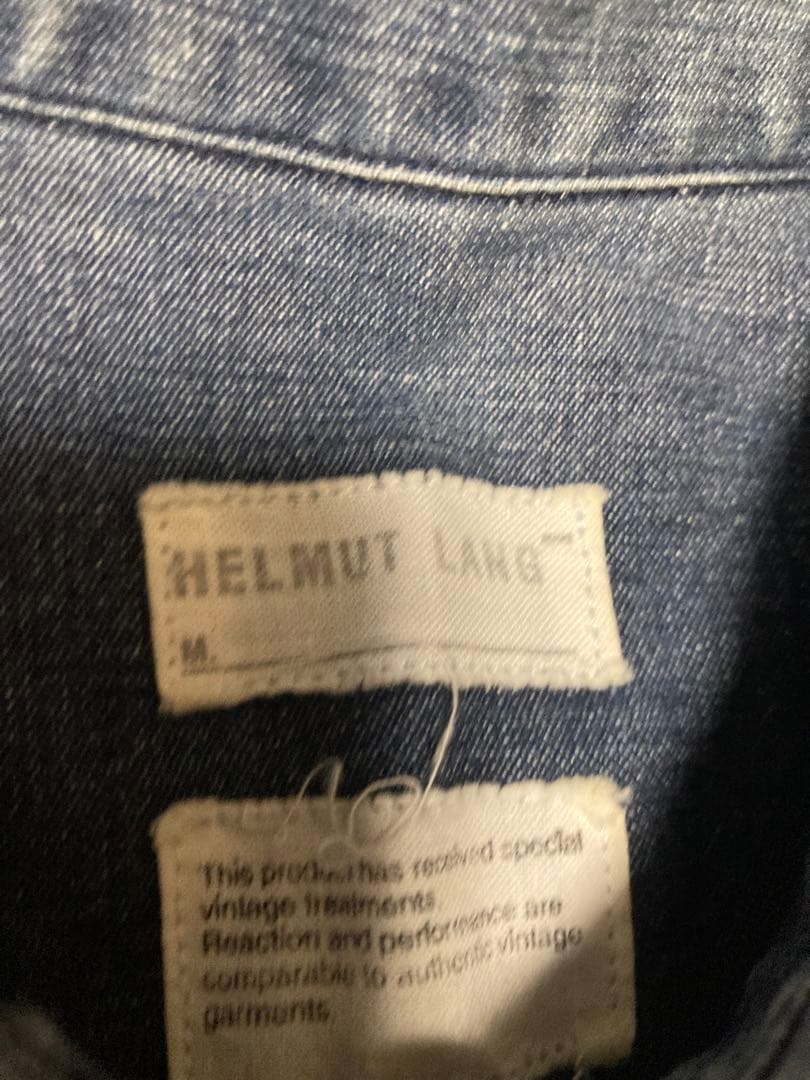 HELMUT LANG
M.
This product has received special
vintage treatments.
Reaction and performance are
comparable to authentic vintage
garments.